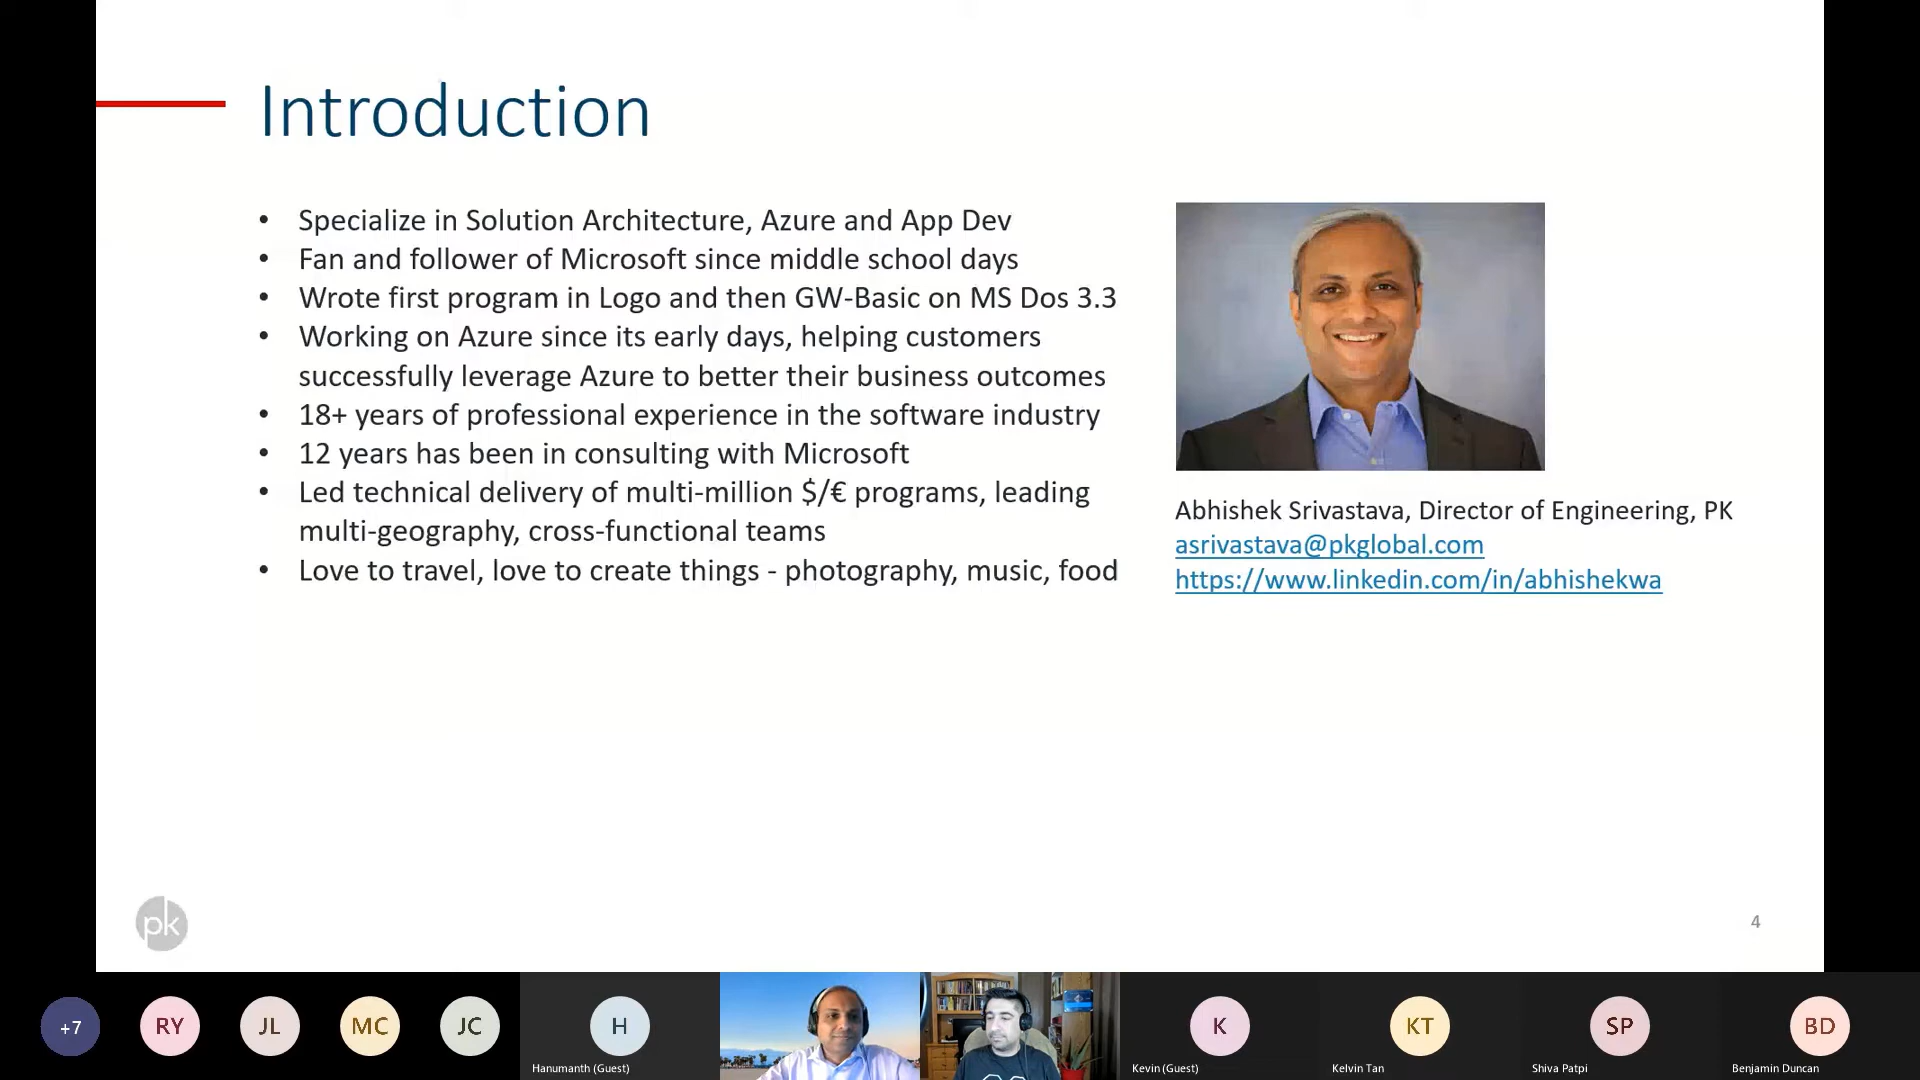 Introduction
• Specialize in Solution Architecture, Azure and App Dev
• Fan and follower of Microsoft since middle school days
• Wrote first program in Logo and then GW-Basic on MS Dos 3.3
• Working on Azure since its early days, helping customers
successfully leverage Azure to better their business outcomes
• 18+ years of professional experience in the software industry
• 12 years has been in consulting with Microsoft
• Led technical delivery of multi-million $/€ programs, leading
multi-geography, cross-functional teams
• Love to travel, love to create things - photography, music, food
Abhishek Srivastava, Director of Engineering, PK
asrivastava@pkglobal.com
https://www.linkedin.com/in/abhishekwa
pk
4
+7
RY
JL
MC
JC
H
Hanumanth (Guest)
K
Kevin (Guest)
KT
Kelvin Tan
SP
Shiva Patpi
BD
Benjamin Duncan